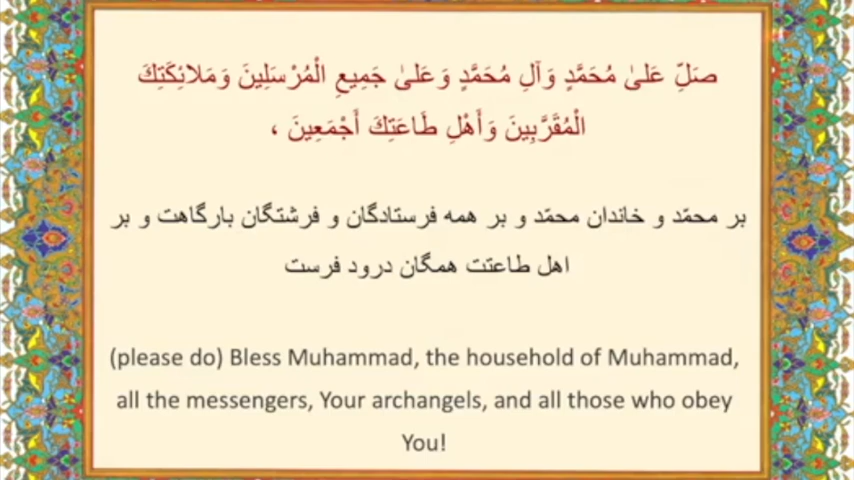 صَلِّ عَلىٰ مُحَمَّدٍ وَآلِ مُحَمَّدٍ وَعَلىٰ جَمِيعِ الْمُرْسَلِينَ وَمَلائِكَتِكَ
الْمُقَرَّبِينَ وَأَهْلِ طَاعَتِكَ أَجْمَعِينَ ،
بر محمّد و خاندان محمّد و بر همه فرستادگان و فرشتگان بارگاهت و بر
اهل طاعتت همگان درود فرست
(please do) Bless Muhammad, the household of Muhammad,
all the messengers, Your archangels, and all those who obey
You!